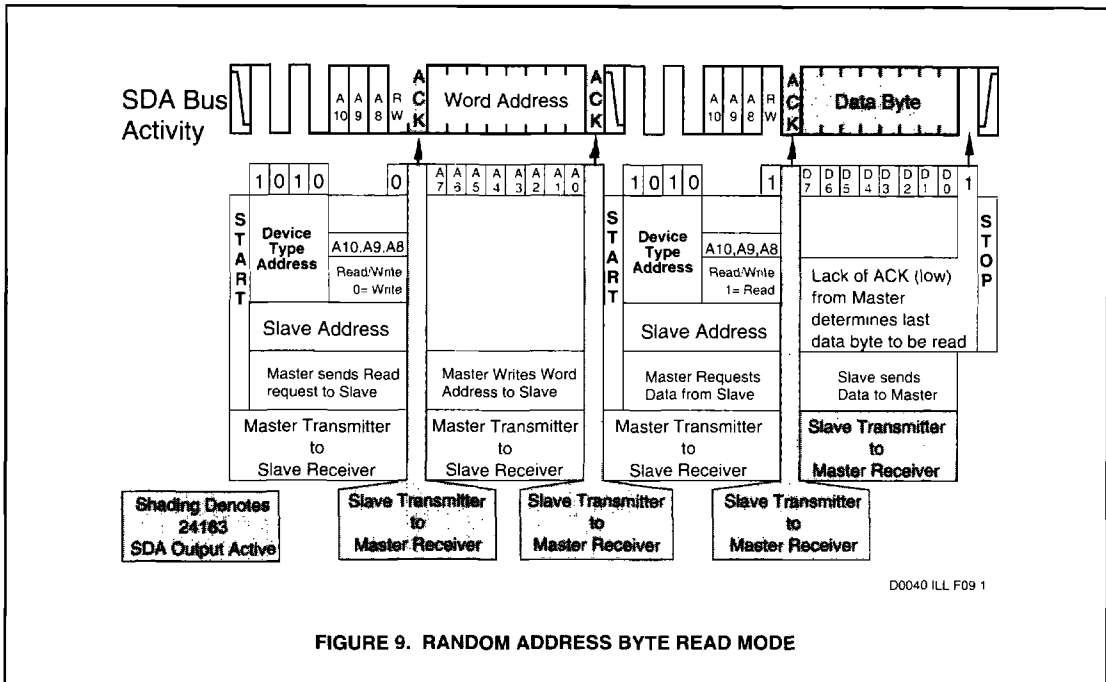 SDA Bus
Activity
A 10 A 9 A 8 R W
A C K
Word Address
A C K
A 10 A 9 A 8 R W
A C K
Data Byte
1 0 1 0
0
A 7 A 6 A 5 A 4 A 3 A 2 A 1 A 0
1 0 1 0
1
D 7 D 6 D 5 D 4 D 3 D 2 D 1 D 0
1
START
Device
Type
Address
A10.A9.A8
Read/Write
0= Write
Slave Address
Master sends Read
request to Slave
Master Transmitter
to
Slave Receiver
Master Writes Word
Address to Slave
Master Transmitter
to
Slave Receiver
START
Device
Type
Address
A10,A9,A8
Read/Write
1= Read
Slave Address
Master Requests
Data from Slave
Master Transmitter
to
Slave Receiver
Lack of ACK (low)
from Master
determines last
data byte to be read
STOP
Slave sends
Data to Master
Slave Transmitter
to
Master Receiver
Shading Denotes
24163
SDA Output Active
Slave Transmitter
to
Master Receiver
Slave Transmitter
to
Master Receiver
Slave Transmitter
to
Master Receiver
D0040 ILL F09 1
FIGURE 9. RANDOM ADDRESS BYTE READ MODE